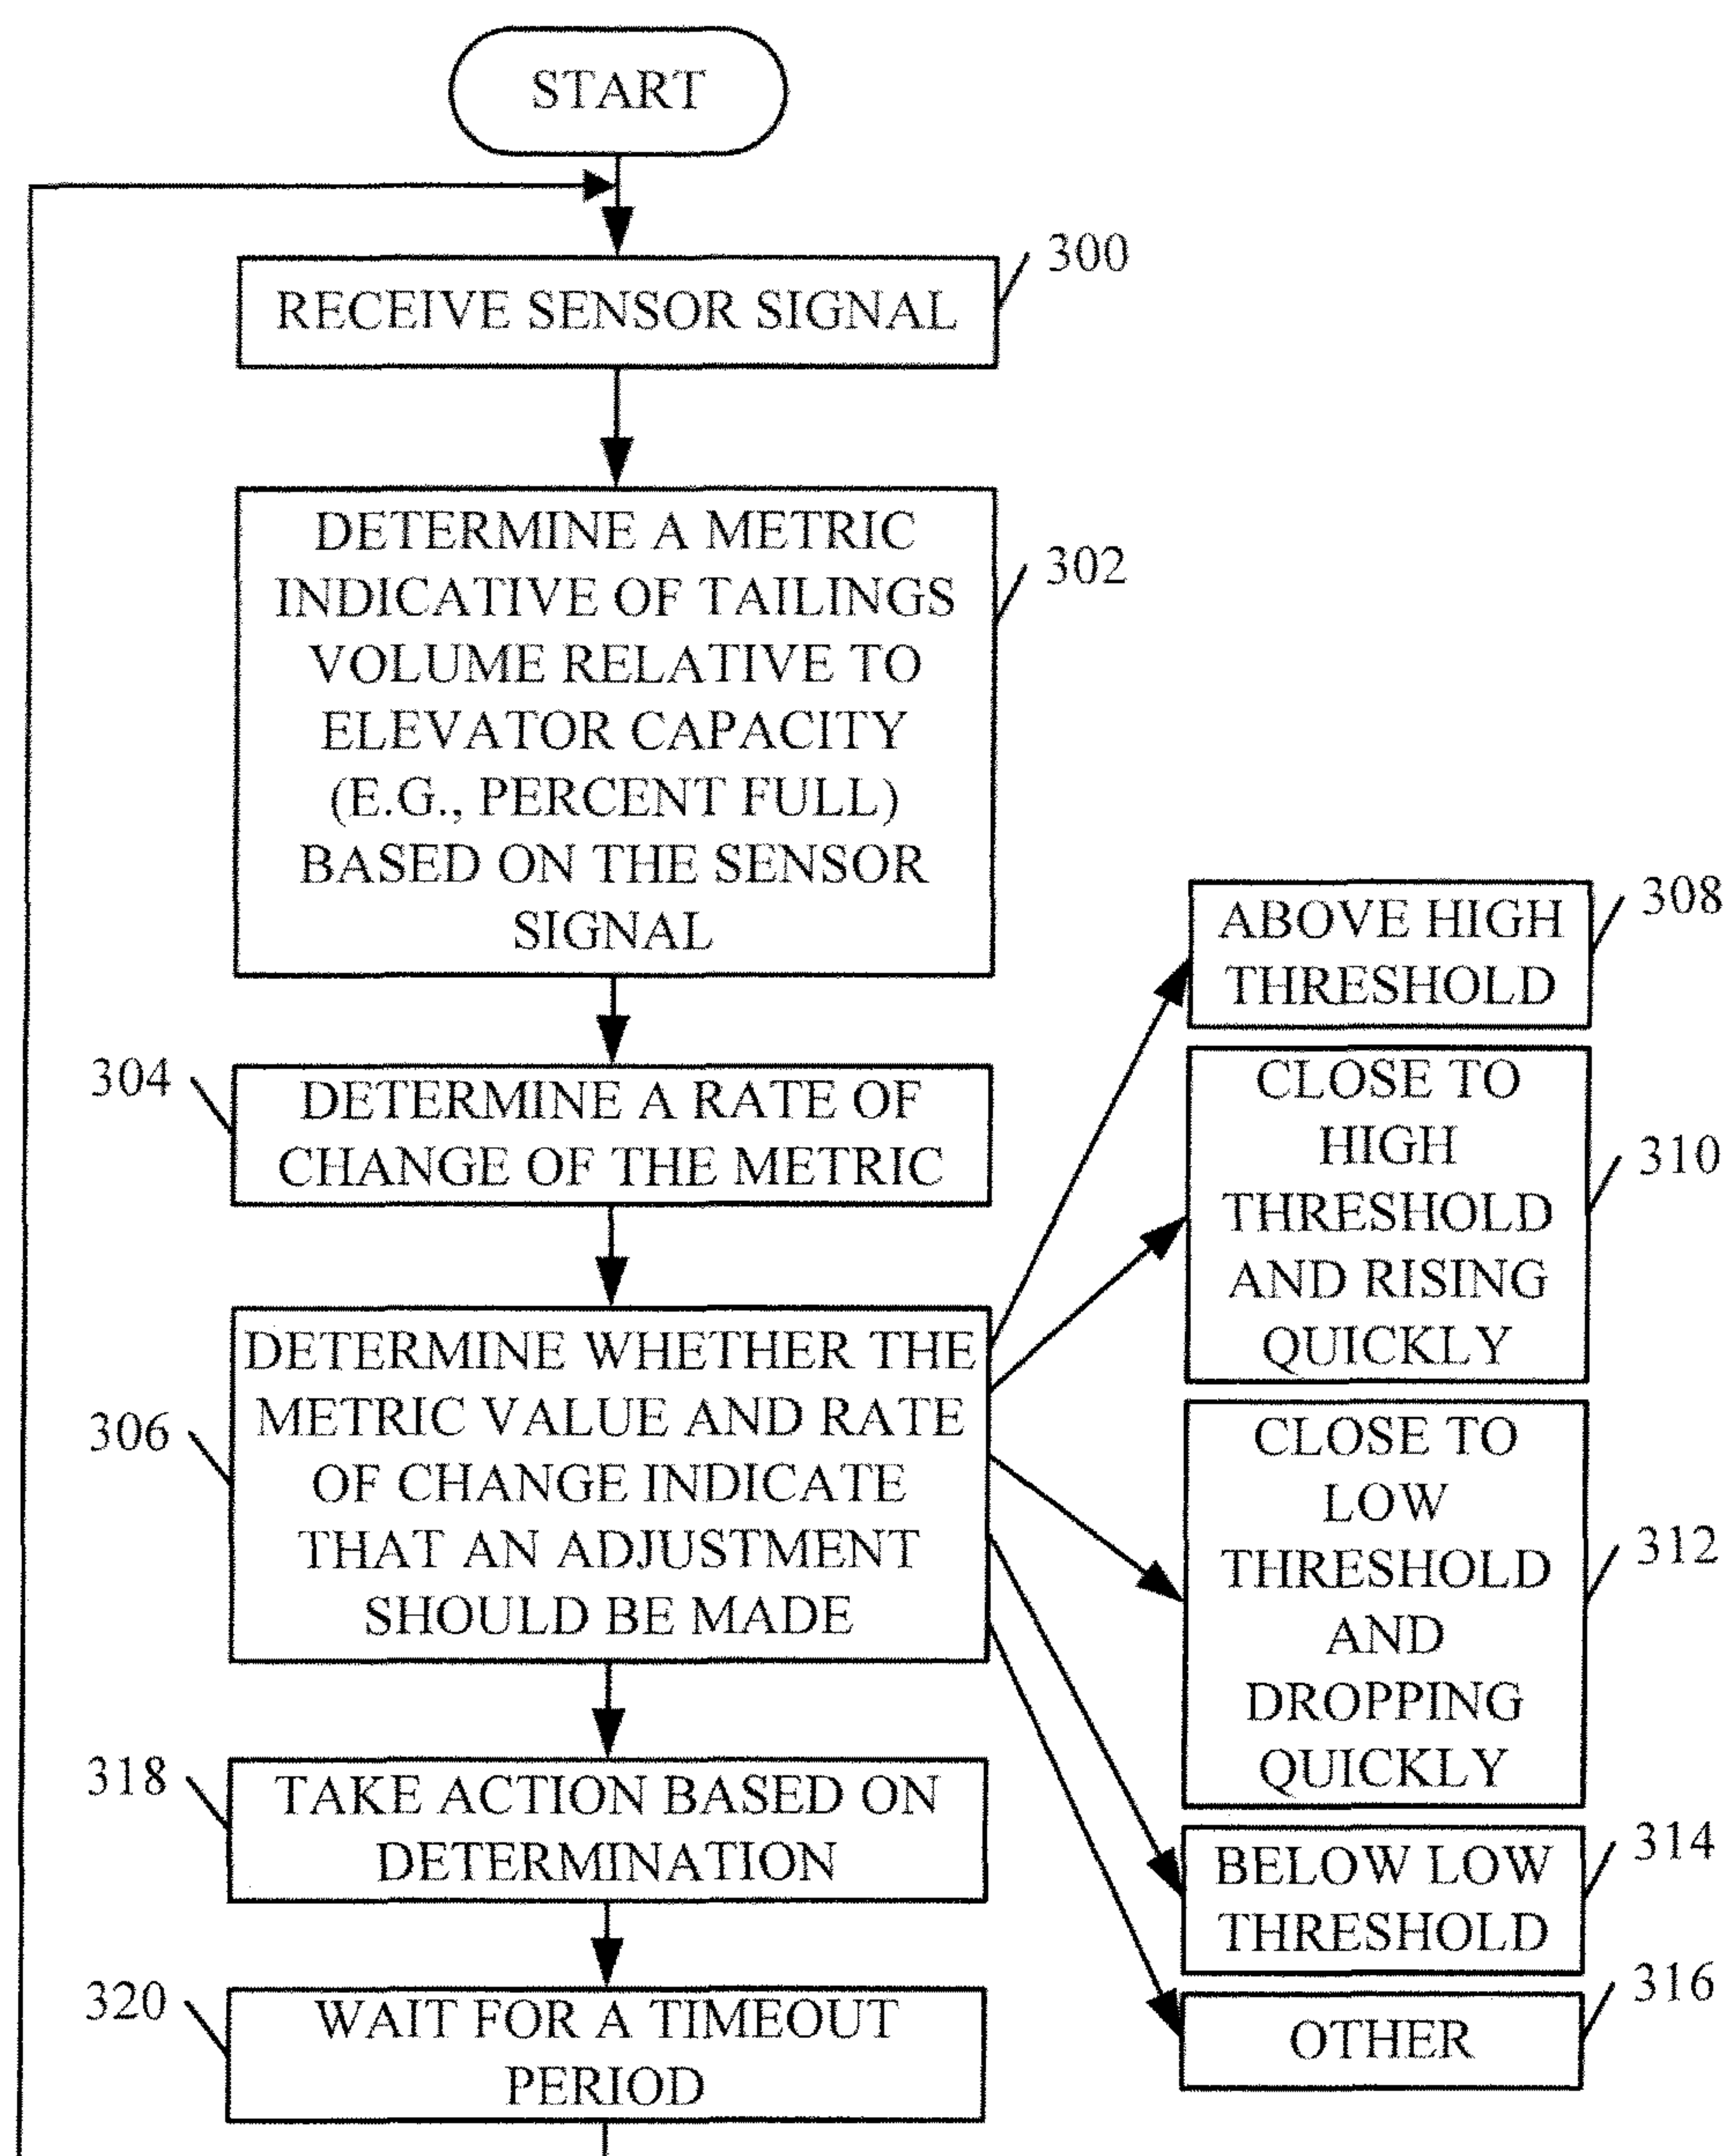 START
300
RECEIVE SENSOR SIGNAL
302
DETERMINE A METRIC
INDICATIVE OF TAILINGS
VOLUME RELATIVE TO
ELEVATOR CAPACITY
(E.G., PERCENT FULL)
BASED ON THE SENSOR
SIGNAL
304
DETERMINE A RATE OF
CHANGE OF THE METRIC
306
DETERMINE WHETHER THE
METRIC VALUE AND RATE
OF CHANGE INDICATE
THAT AN ADJUSTMENT
SHOULD BE MADE
308
ABOVE HIGH
THRESHOLD
310
CLOSE TO
HIGH
THRESHOLD
AND RISING
QUICKLY
312
CLOSE TO
LOW
THRESHOLD
AND
DROPPING
QUICKLY
314
BELOW LOW
THRESHOLD
316
OTHER
318
TAKE ACTION BASED ON
DETERMINATION
320
WAIT FOR A TIMEOUT
PERIOD